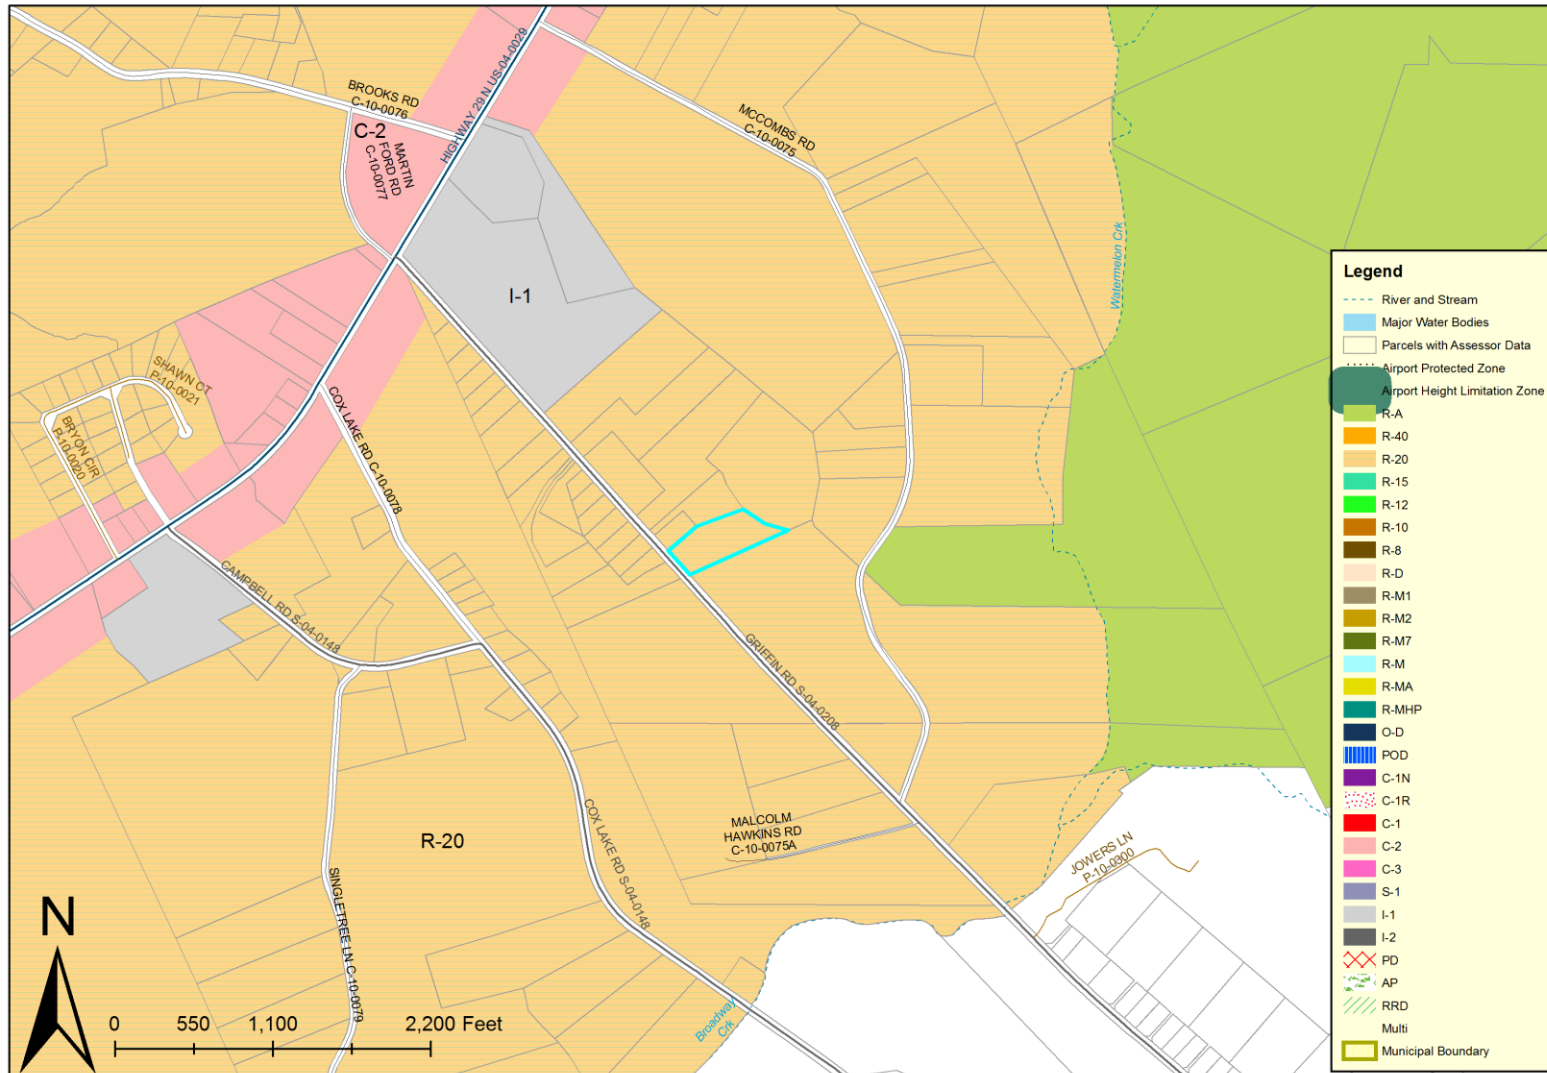 BROOKS RD
C-10-0076
C-2
MARTIN
FORD RD
C-10-0077
HIGHWAY 29 N US-04-0029
MCCOMBS RD
C-10-0075
Watermelon Crk
I-1
SHAWN CT
P-10-0021
BRYON CIR
P-10-0020
COX LAKE RD C-10-0078
CAMPBELL RD S-04-0148
GRIFFIN RD S-04-0208
R-20
SINGLETREE LN C-10-0079
COX LAKE RD S-04-0148
MALCOLM
HAWKINS RD
C-10-0075A
JOWERS LN
P-10-0300
Broadway
Crk
N
0 550 1,100 2,200 Feet
Legend
River and Stream
Major Water Bodies
Parcels with Assessor Data
Airport Protected Zone
Airport Height Limitation Zone
R-A
R-40
R-20
R-15
R-12
R-10
R-8
R-D
R-M1
R-M2
R-M7
R-M
R-MA
R-MHP
O-D
POD
C-1N
C-1R
C-1
C-2
C-3
S-1
I-1
I-2
PD
AP
RRD
Multi
Municipal Boundary